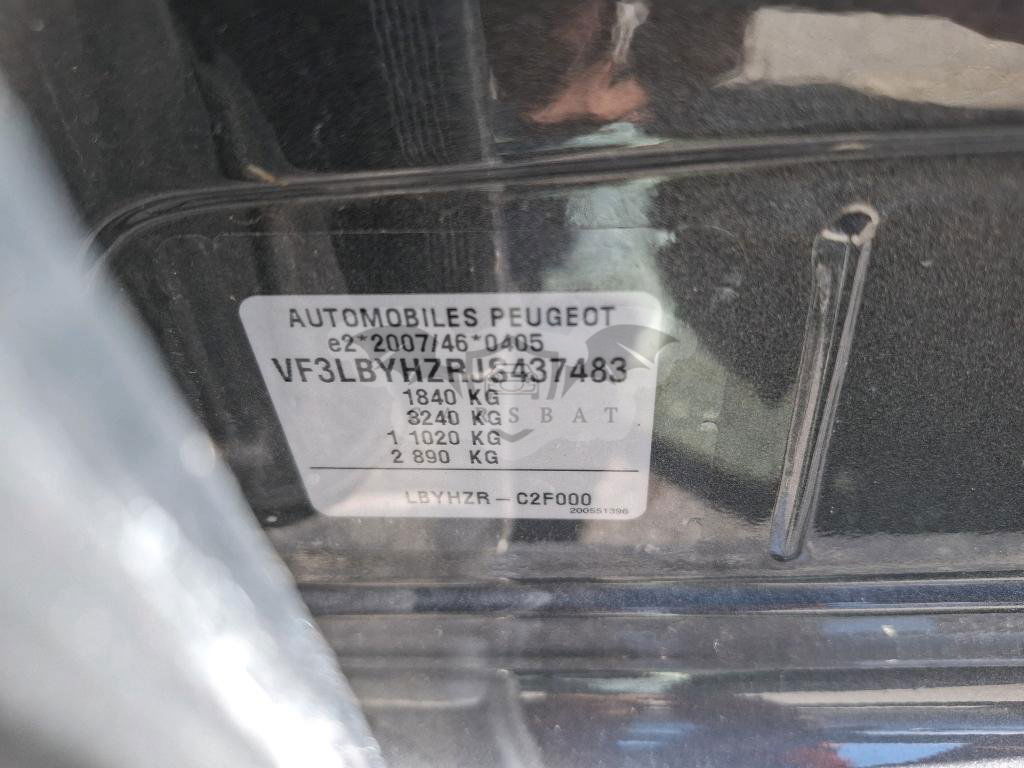 AUTOMOBILES PEUGEOT
e2*2007/46*0405
VF3LBYHZRJS437483
1840 KG
3240 KG
1 1020 KG
2 890 KG
LBYHZR – C2F000
200551396